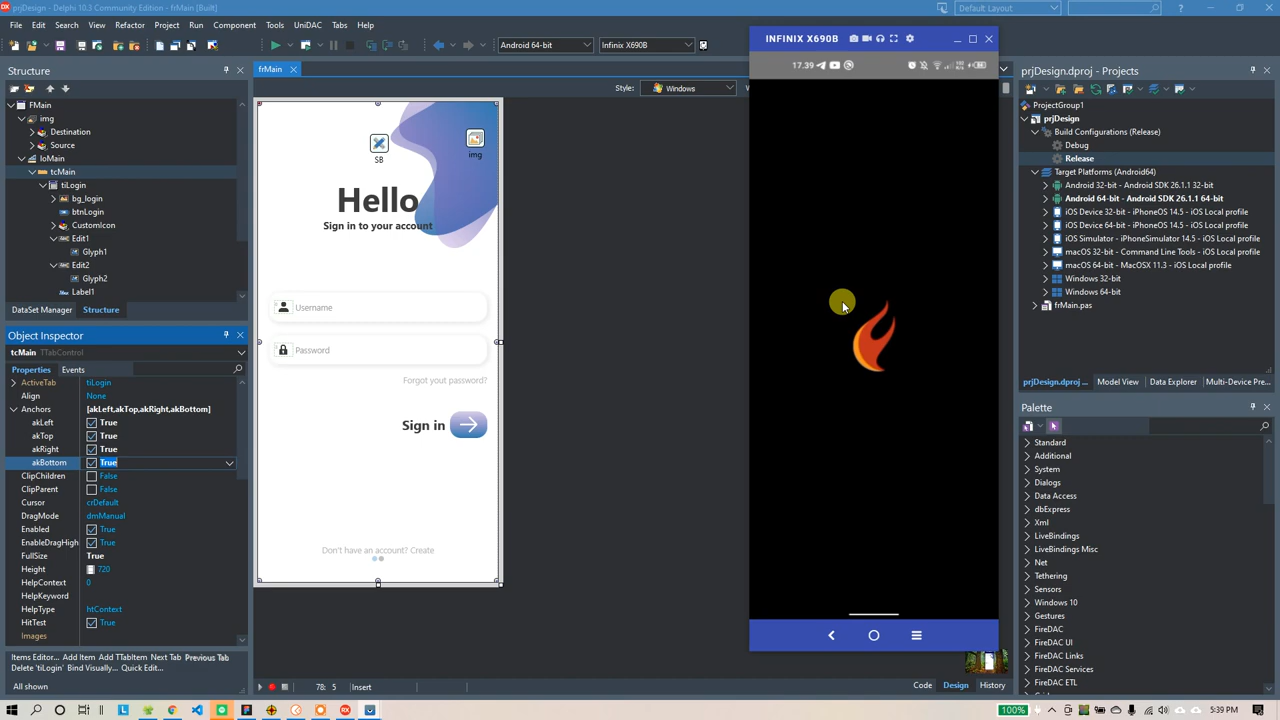 prjDesign - Delphi 10.3 Community Edition - frMain [Built]
Default Layout
File Edit Search View Refactor Project Run Component Tools UniDAC Tabs Help
Android 64-bit
Infinix X690B
Structure
FMain
img
Destination
Source
loMain
tcMain
tiLogin
bg_login
btnLogin
CustomIcon
Edit1
Glyph1
Edit2
Glyph2
Label1
DataSet Manager Structure
Object Inspector
tcMain TTabControl
Properties Events
ActiveTab tiLogin
Align None
Anchors [akLeft,akTop,akRight,akBottom]
akLeft True
akTop True
akRight True
akBottom True
ClipChildren False
ClipParent False
Cursor crDefault
DragMode dmManual
Enabled True
EnableDragHigh True
FullSize True
Height 720
HelpContext 0
HelpKeyword
HelpType htContext
HitTest True
Images
Items Editor... Add Item Add TTabItem Next Tab Previous Tab
Delete 'tiLogin' Bind Visually... Quick Edit...
All shown
frMain
Style: Windows
SB
img
Hello
Sign in to your account
Username
Password
Forgot yout password?
Sign in
Don't have an account? Create
78: 5 Insert
Code Design History
INFINIX X690B
17.39
prjDesign.dproj - Projects
ProjectGroup1
prjDesign
Build Configurations (Release)
Debug
Release
Target Platforms (Android64)
Android 32-bit - Android SDK 26.1.1 32-bit
Android 64-bit - Android SDK 26.1.1 64-bit
iOS Device 32-bit - iPhoneOS 14.5 - iOS Local profile
iOS Device 64-bit - iPhoneOS 14.5 - iOS Local profile
iOS Simulator - iPhoneSimulator 14.5 - iOS Local profile
macOS 32-bit - Command Line Tools - iOS Local profile
macOS 64-bit - MacOSX 11.3 - iOS Local profile
Windows 32-bit
Windows 64-bit
frMain.pas
prjDesign.dproj ... Model View Data Explorer Multi-Device Pre...
Palette
Standard
Additional
System
Dialogs
Data Access
dbExpress
Xml
LiveBindings
LiveBindings Misc
Net
Tethering
Sensors
Windows 10
Gestures
FireDAC
FireDAC UI
FireDAC Links
FireDAC Services
FireDAC ETL
100%
5:39 PM